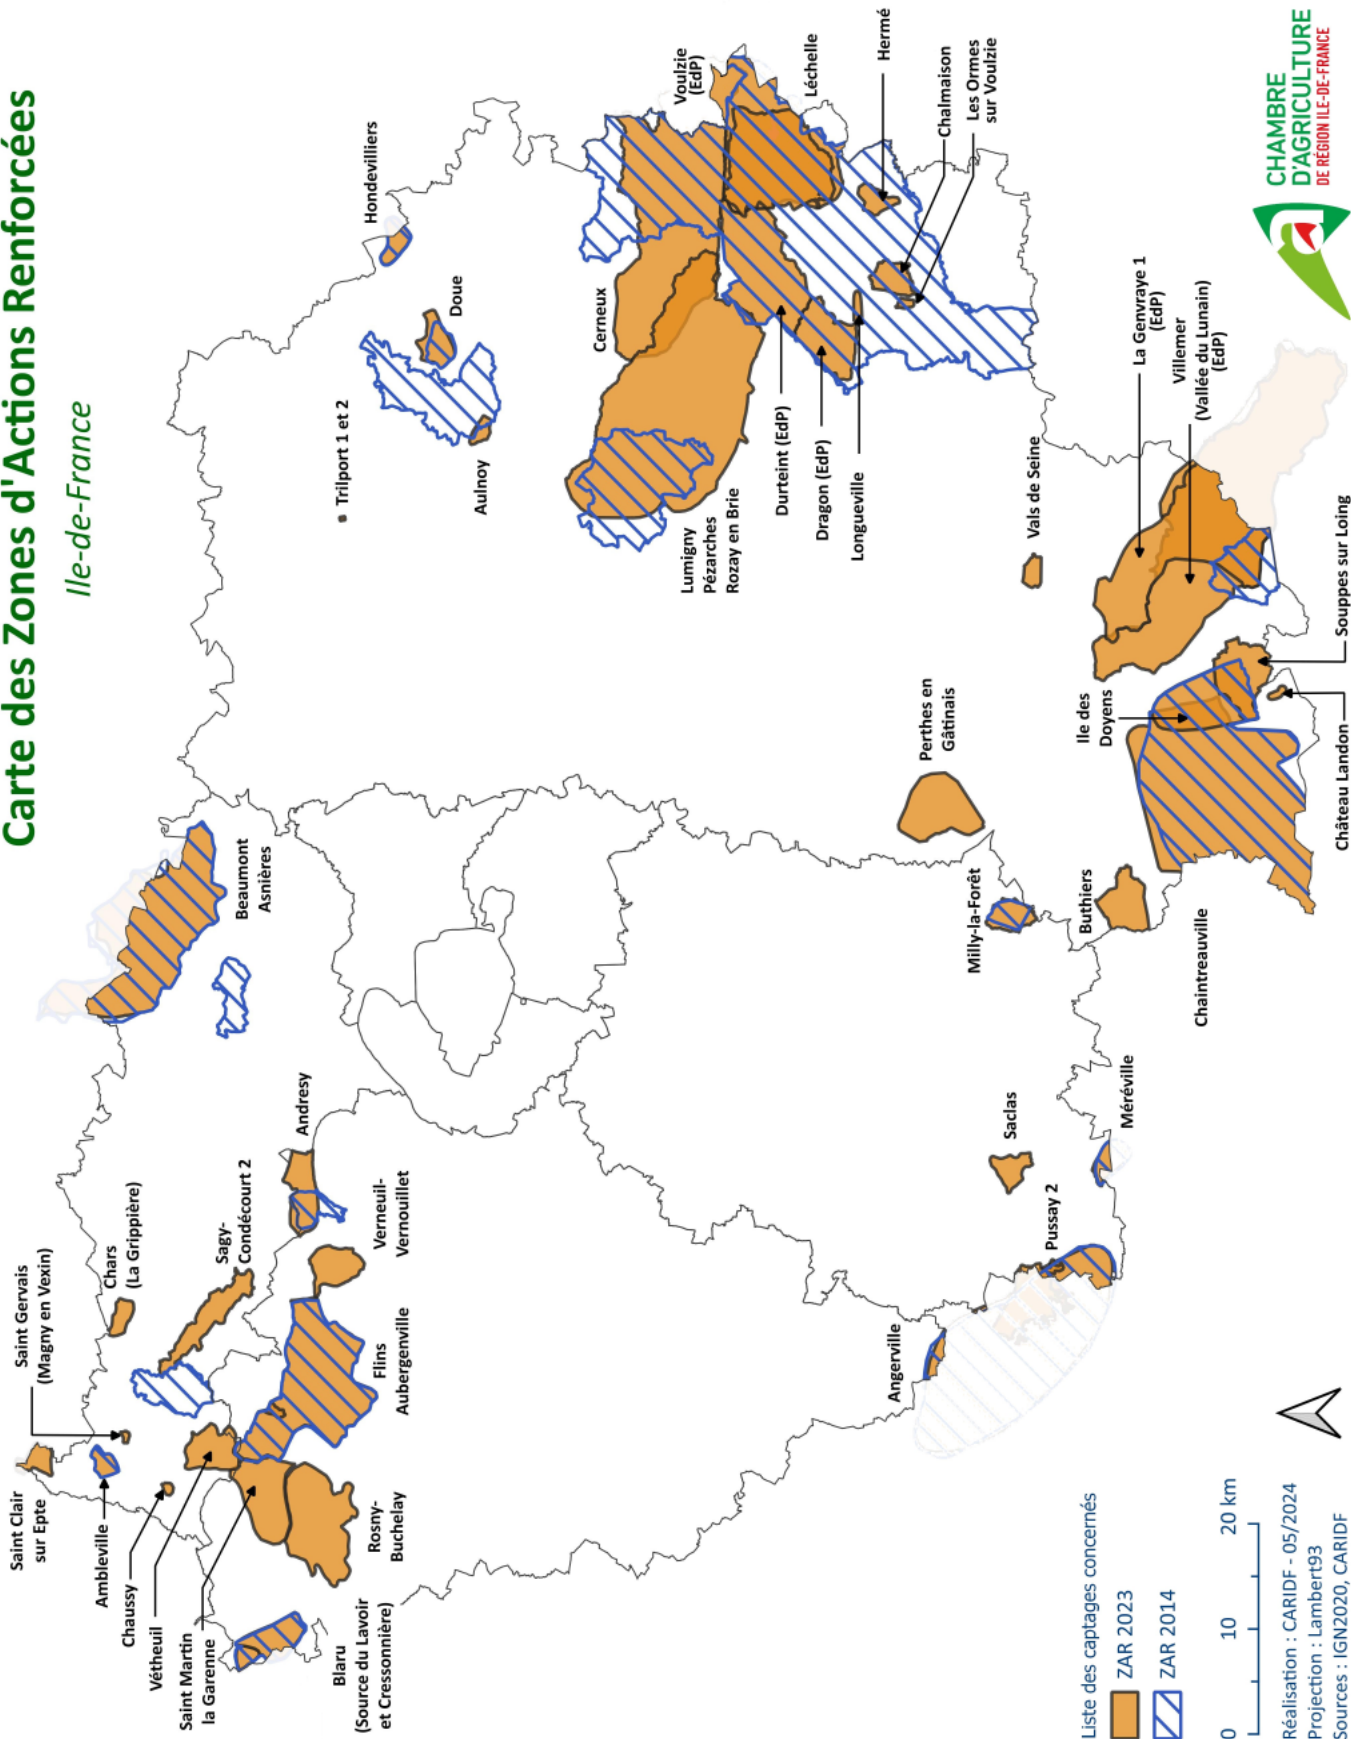 Carte des Zones d'Actions Renforcées
Ile-de-France
Saint Clair
sur Epte
Saint Gervais
(Magny en Vexin)
Ambleville
Chaussy
Vétheuil
Saint Martin
la Garenne
Chars
(La Grippière)
Sagy-
Condécourt 2
Andresy
Verneuil-
Vernouillet
Flins
Aubergenville
Rosny-
Buchelay
Blaru
(Source du Lavoir
et Cressonnière)
Beaumont
Asnières
Trilport 1 et 2
Hondevilliers
Doue
Aulnoy
Cerneux
Lumigny
Pézarches
Rozay en Brie
Voulzie
(EdP)
Léchelle
Hermé
Chalmaison
Les Ormes
sur Voulzie
Durteint (EdP)
Dragon (EdP)
Longueville
Vals de Seine
La Genvraye 1
(EdP)
Villemer
(Vallée du Lunain)
(EdP)
Perthes en
Gâtinais
Milly-la-Forêt
Buthiers
Ile des
Doyens
Chaintreauville
Souppes sur Loing
Château Landon
Angerville
Saclas
Pussay 2
Méréville
Liste des captages concernés
ZAR 2023
ZAR 2014
0 10 20 km
Réalisation : CARIDF - 05/2024
Projection : Lambert93
Sources : IGN2020, CARIDF
CHAMBRE
D'AGRICULTURE
DE RÉGION ILE-DE-FRANCE